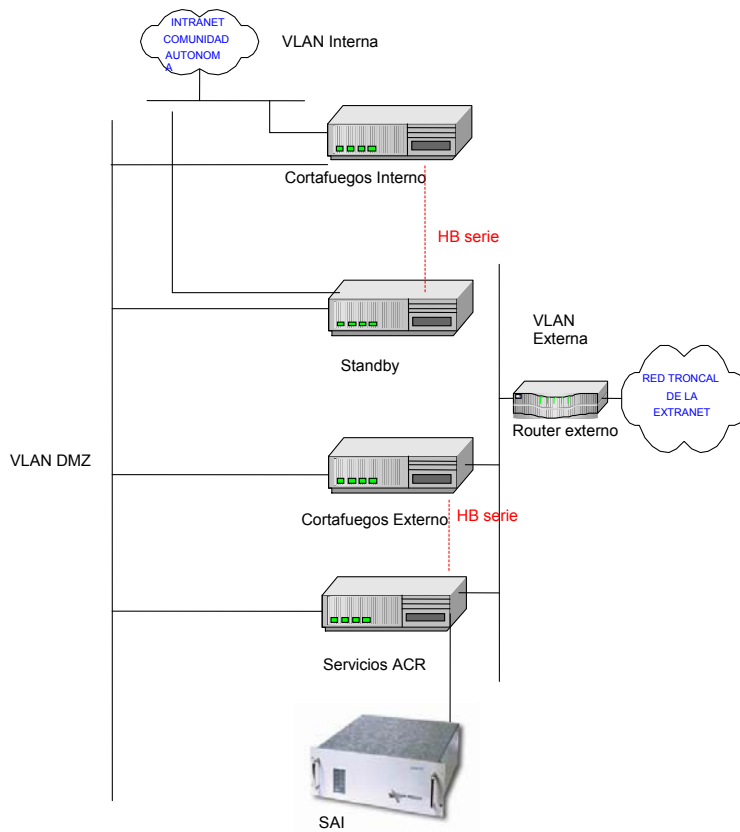 INTRANET
COMUNIDAD
AUTONOM
A
VLAN Interna
Cortafuegos Interno
HB serie
Standby
VLAN
Externa
RED TRONCAL
DE LA
EXTRANET
Router externo
VLAN DMZ
Cortafuegos Externo
HB serie
Servicios ACR
SAI